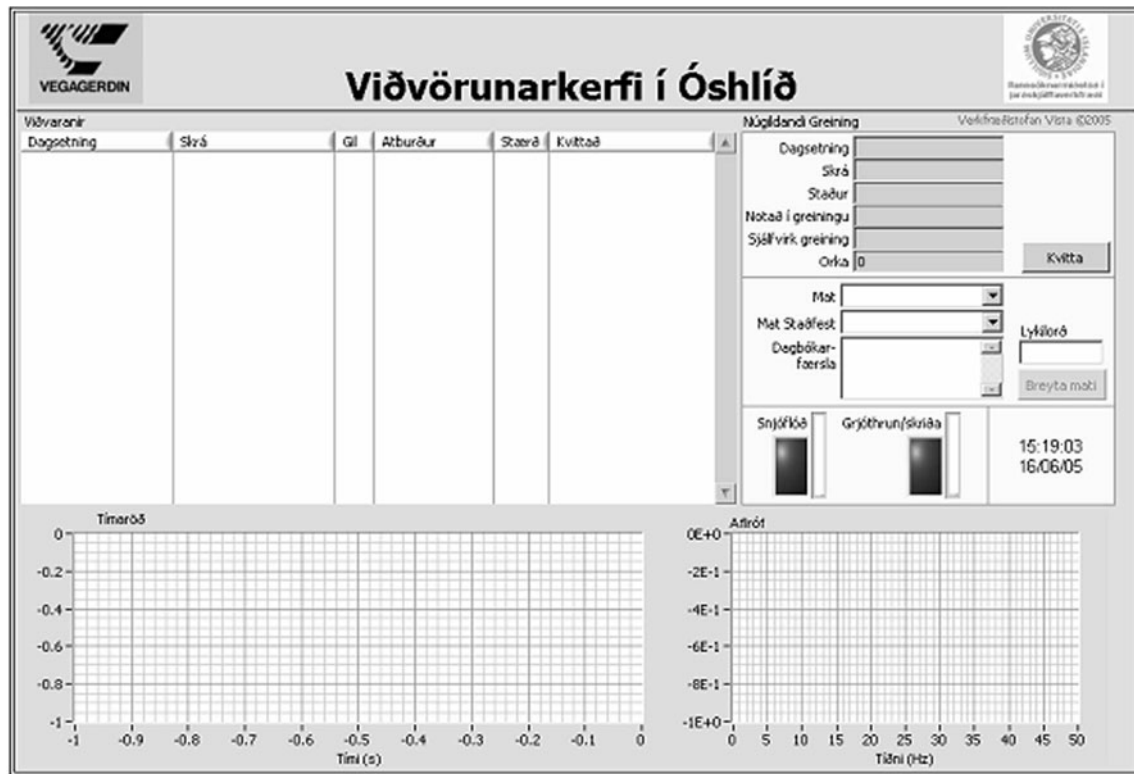 VEGAGERDIN
Viðvörunarkerfi í Óshlíð
Rannsóknarmiðstöð í
jarðskjálftaverkfræði
Viðvaranir
Dagsetning Skrá Gil Atburður Stærð Kvittað
Núgildandi Greining Verkfræðistofan Vista ©2005
Dagsetning
Skrá
Staður
Notað í greiningu
Sjálfvirk greining
Orka 0
Kvitta
Mat
Mat Staðfest
Dagbókar-
færsla
Lykilorð
Breyta mati
Snjóflóð Grjóthrun/skriða
15:19:03
16/06/05
Tímaröð
0
-0.2
-0.4
-0.6
-0.8
-1
-1 -0.9 -0.8 -0.7 -0.6 -0.5 -0.4 -0.3 -0.2 -0.1 0
Tími (s)
Aflróf
0E+0
-2E-1
-4E-1
-6E-1
-8E-1
-1E+0
0 5 10 15 20 25 30 35 40 45 50
Tíðni (Hz)